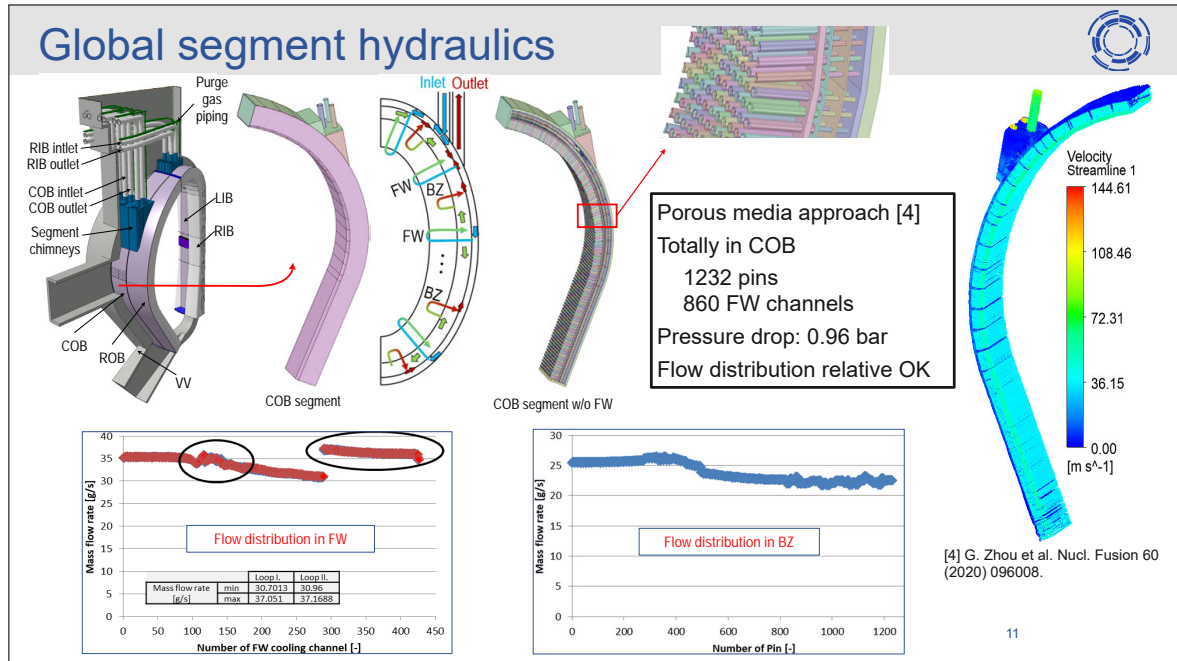 Global segment hydraulics
Purge
gas
piping
RIB inlet
RIB outlet
COB inlet
COB outlet
Segment
chimneys
LIB
RIB
COB
ROB
VV
COB segment
Inlet
Outlet
FW
BZ
FW
BZ
COB segment w/o FW
Porous media approach [4]
Totally in COB
1232 pins
860 FW channels
Pressure drop: 0.96 bar
Flow distribution relative OK
Velocity
Streamline 1
144.61
108.46
72.31
36.15
0.00
[m s^-1]
40
35
30
25
20
15
10
5
0
Mass flow rate [g/s]
Flow distribution in FW
Loop I. Loop II.
Mass flow rate [g/s] min 30.7013 30.96
max 37.051 37.1688
0 50 100 150 200 250 300 350 400 450
Number of FW cooling channel [-]
30
25
20
15
10
5
0
Mass flow rate [g/s]
Flow distribution in BZ
0 200 400 600 800 1000 1200
Number of Pin [-]
[4] G. Zhou et al. Nucl. Fusion 60
(2020) 096008.
11